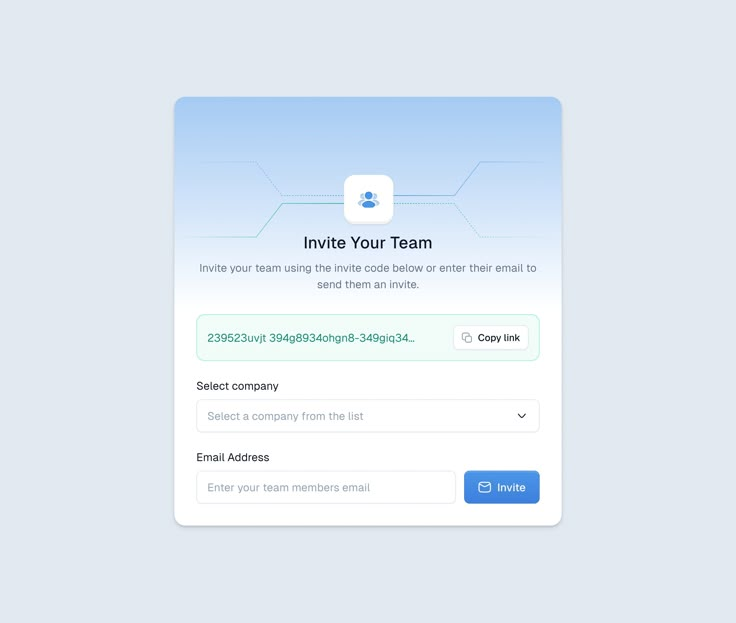 Invite Your Team
Invite your team using the invite code below or enter their email to
send them an invite.
239523uvjt 394g8934ohgn8-349giq34...
Copy link
Select company
Select a company from the list
Email Address
Enter your team members email
Invite